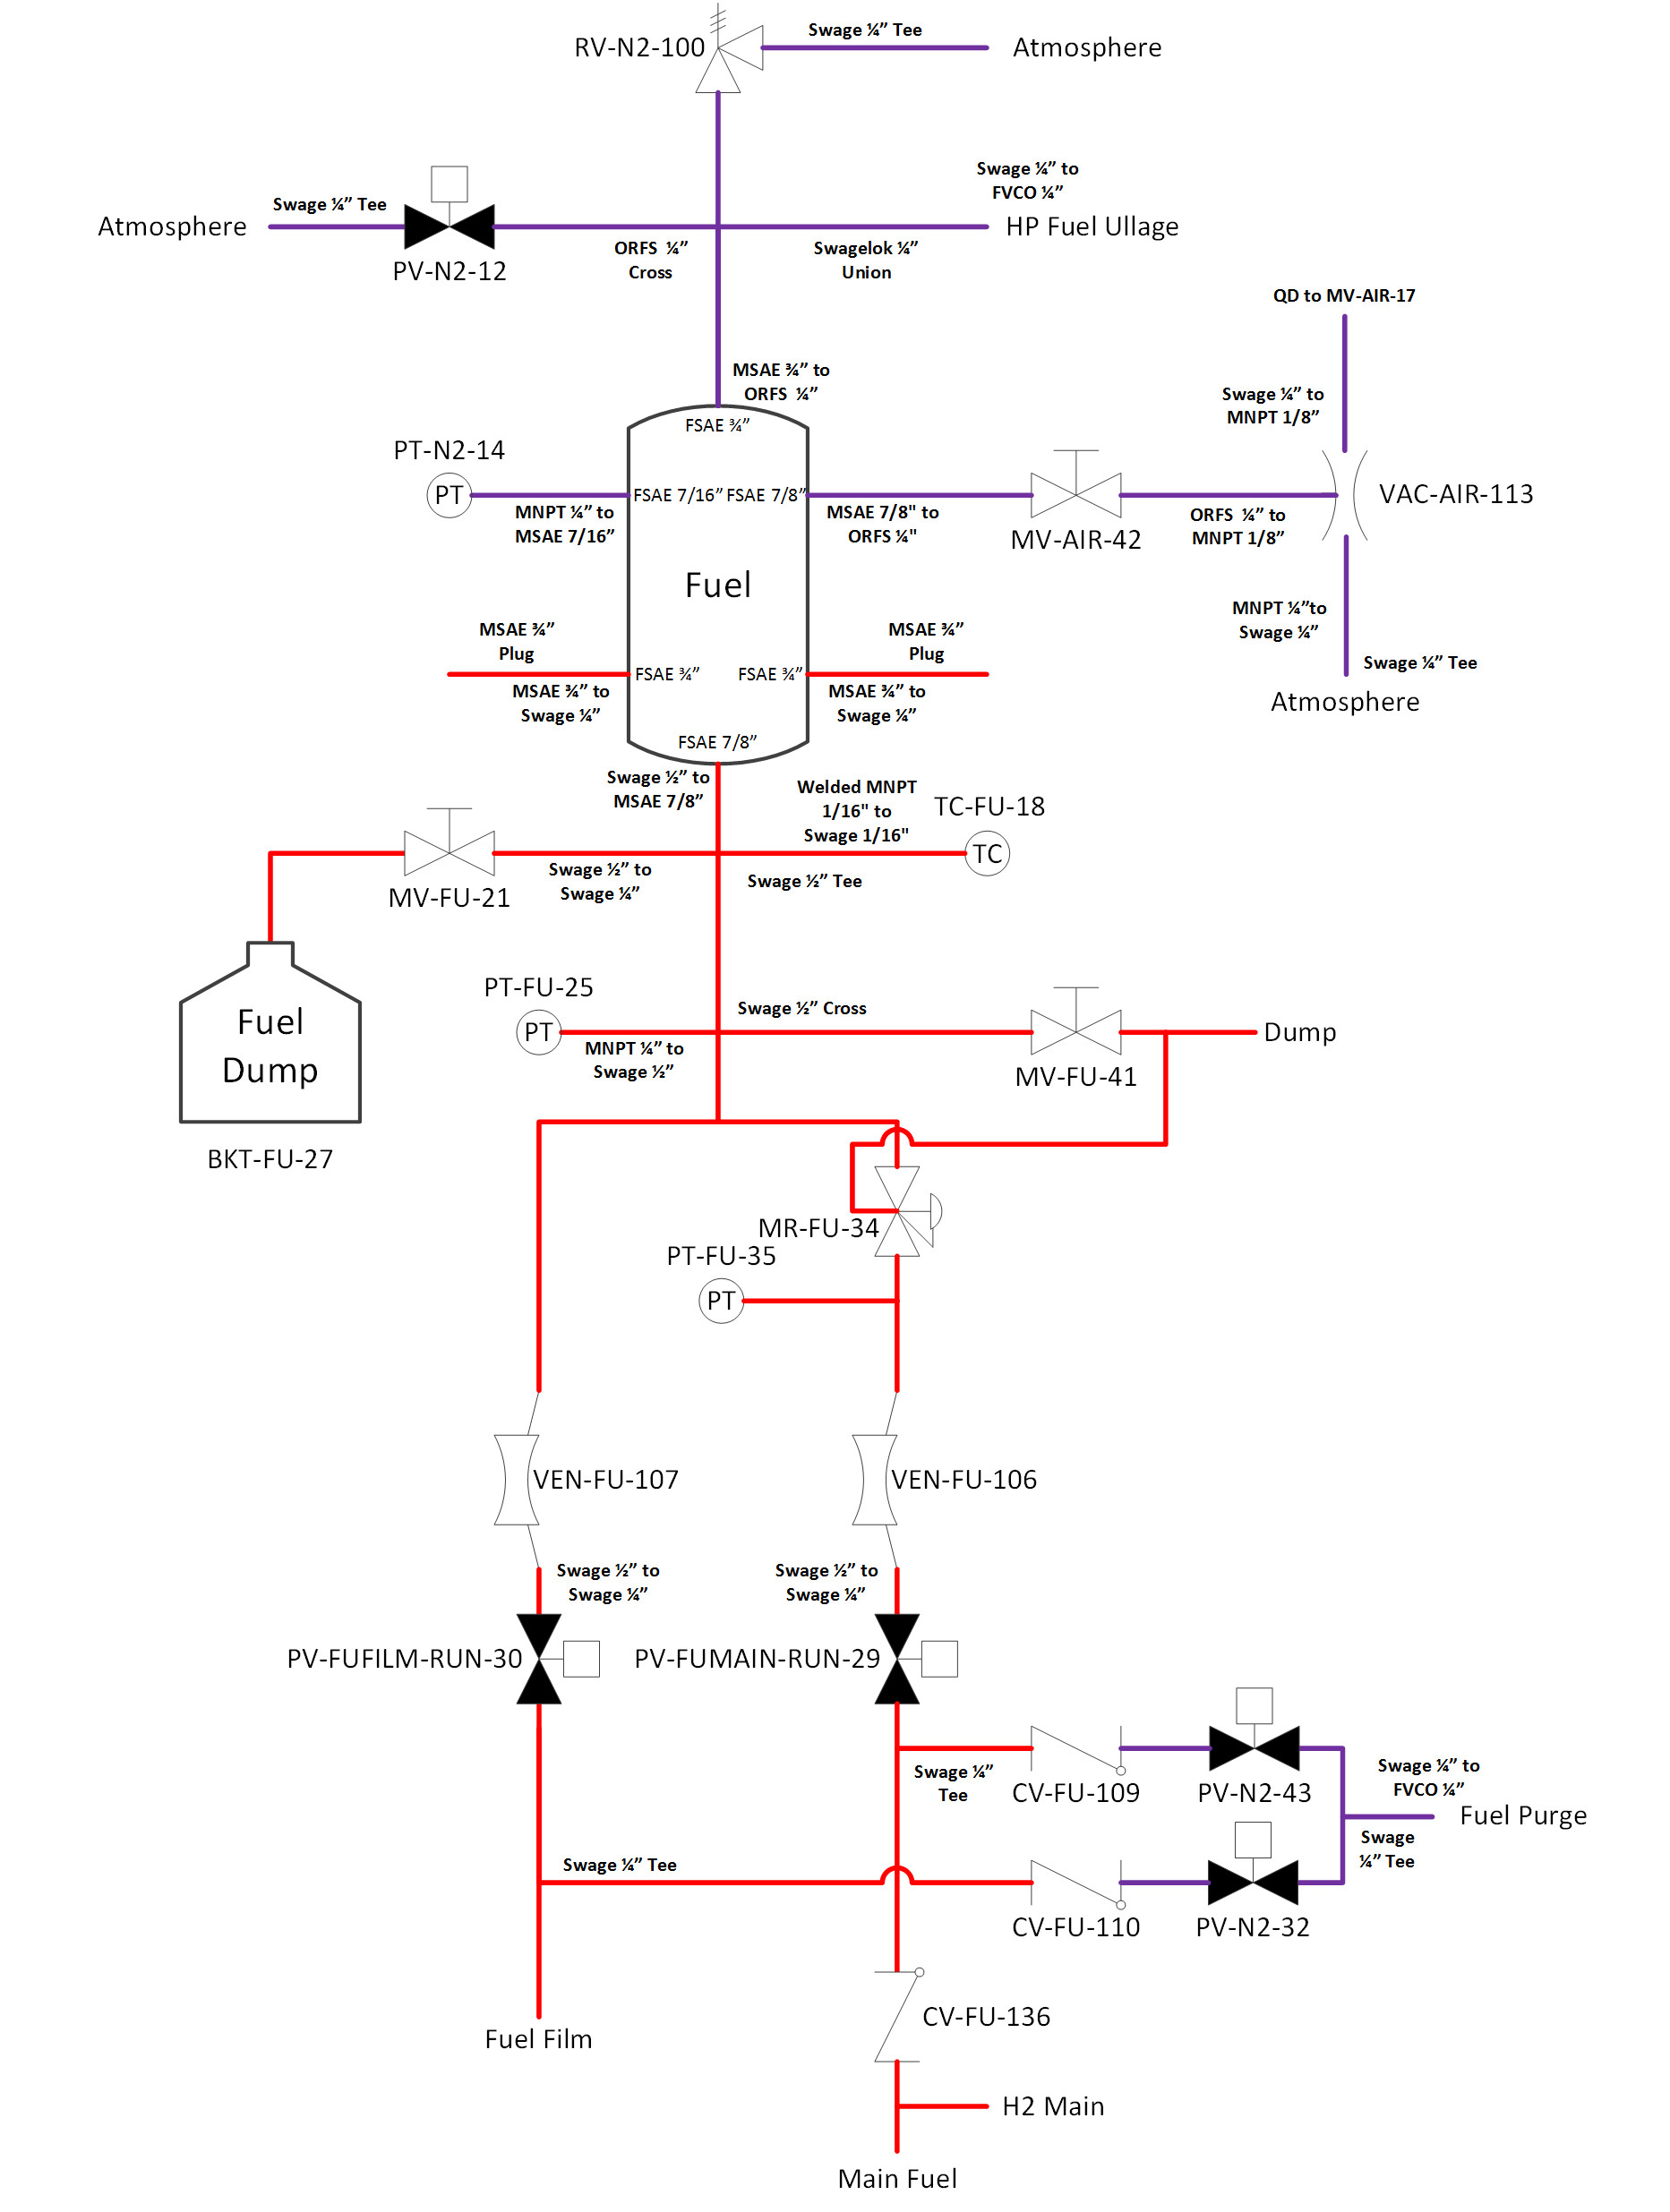 Swage ¼” Tee
RV-N2-100
Atmosphere
Swage ¼” to
FVCO ¼”
Swage ¼” Tee
Atmosphere
HP Fuel Ullage
ORFS ¼”
Cross
Swagelok ¼”
Union
PV-N2-12
QD to MV-AIR-17
MSAE ¾” to
ORFS ¼”
Swage ¼” to
MNPT 1/8”
FSAE ¾”
PT-N2-14
PT
FSAE 7/16”
FSAE 7/8”
VAC-AIR-113
MNPT ¼” to
MSAE 7/16”
MSAE 7/8" to
ORFS ¼"
MV-AIR-42
ORFS ¼” to
MNPT 1/8”
Fuel
MNPT ¼”to
Swage ¼”
MSAE ¾”
Plug
MSAE ¾”
Plug
Swage ¼” Tee
FSAE ¾”
FSAE ¾”
MSAE ¾” to
Swage ¼”
MSAE ¾” to
Swage ¼”
Atmosphere
FSAE 7/8”
Swage ½” to
MSAE 7/8”
Welded MNPT
1/16" to
Swage 1/16"
TC-FU-18
TC
Swage ½” to
Swage ¼”
Swage ½” Tee
MV-FU-21
PT-FU-25
Swage ½” Cross
Fuel
Dump
PT
Dump
MNPT ¼” to
Swage ½”
MV-FU-41
BKT-FU-27
MR-FU-34
PT-FU-35
PT
VEN-FU-107
VEN-FU-106
Swage ½” to
Swage ¼”
Swage ½” to
Swage ¼”
PV-FUFILM-RUN-30
PV-FUMAIN-RUN-29
Swage ¼”
Tee
CV-FU-109
PV-N2-43
Swage ¼” to
FVCO ¼”
Fuel Purge
Swage
¼” Tee
Swage ¼” Tee
CV-FU-110
PV-N2-32
CV-FU-136
Fuel Film
H2 Main
Main Fuel